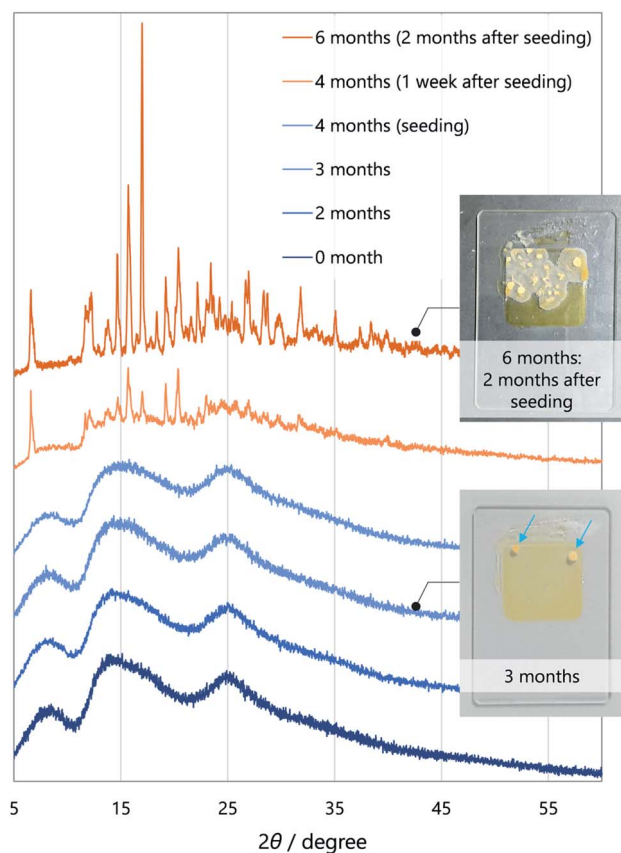 6 months (2 months after seeding)
4 months (1 week after seeding)
4 months (seeding)
3 months
2 months
0 month
6 months:
2 months after
seeding
3 months
5 15 25 35 45 55
2θ / degree